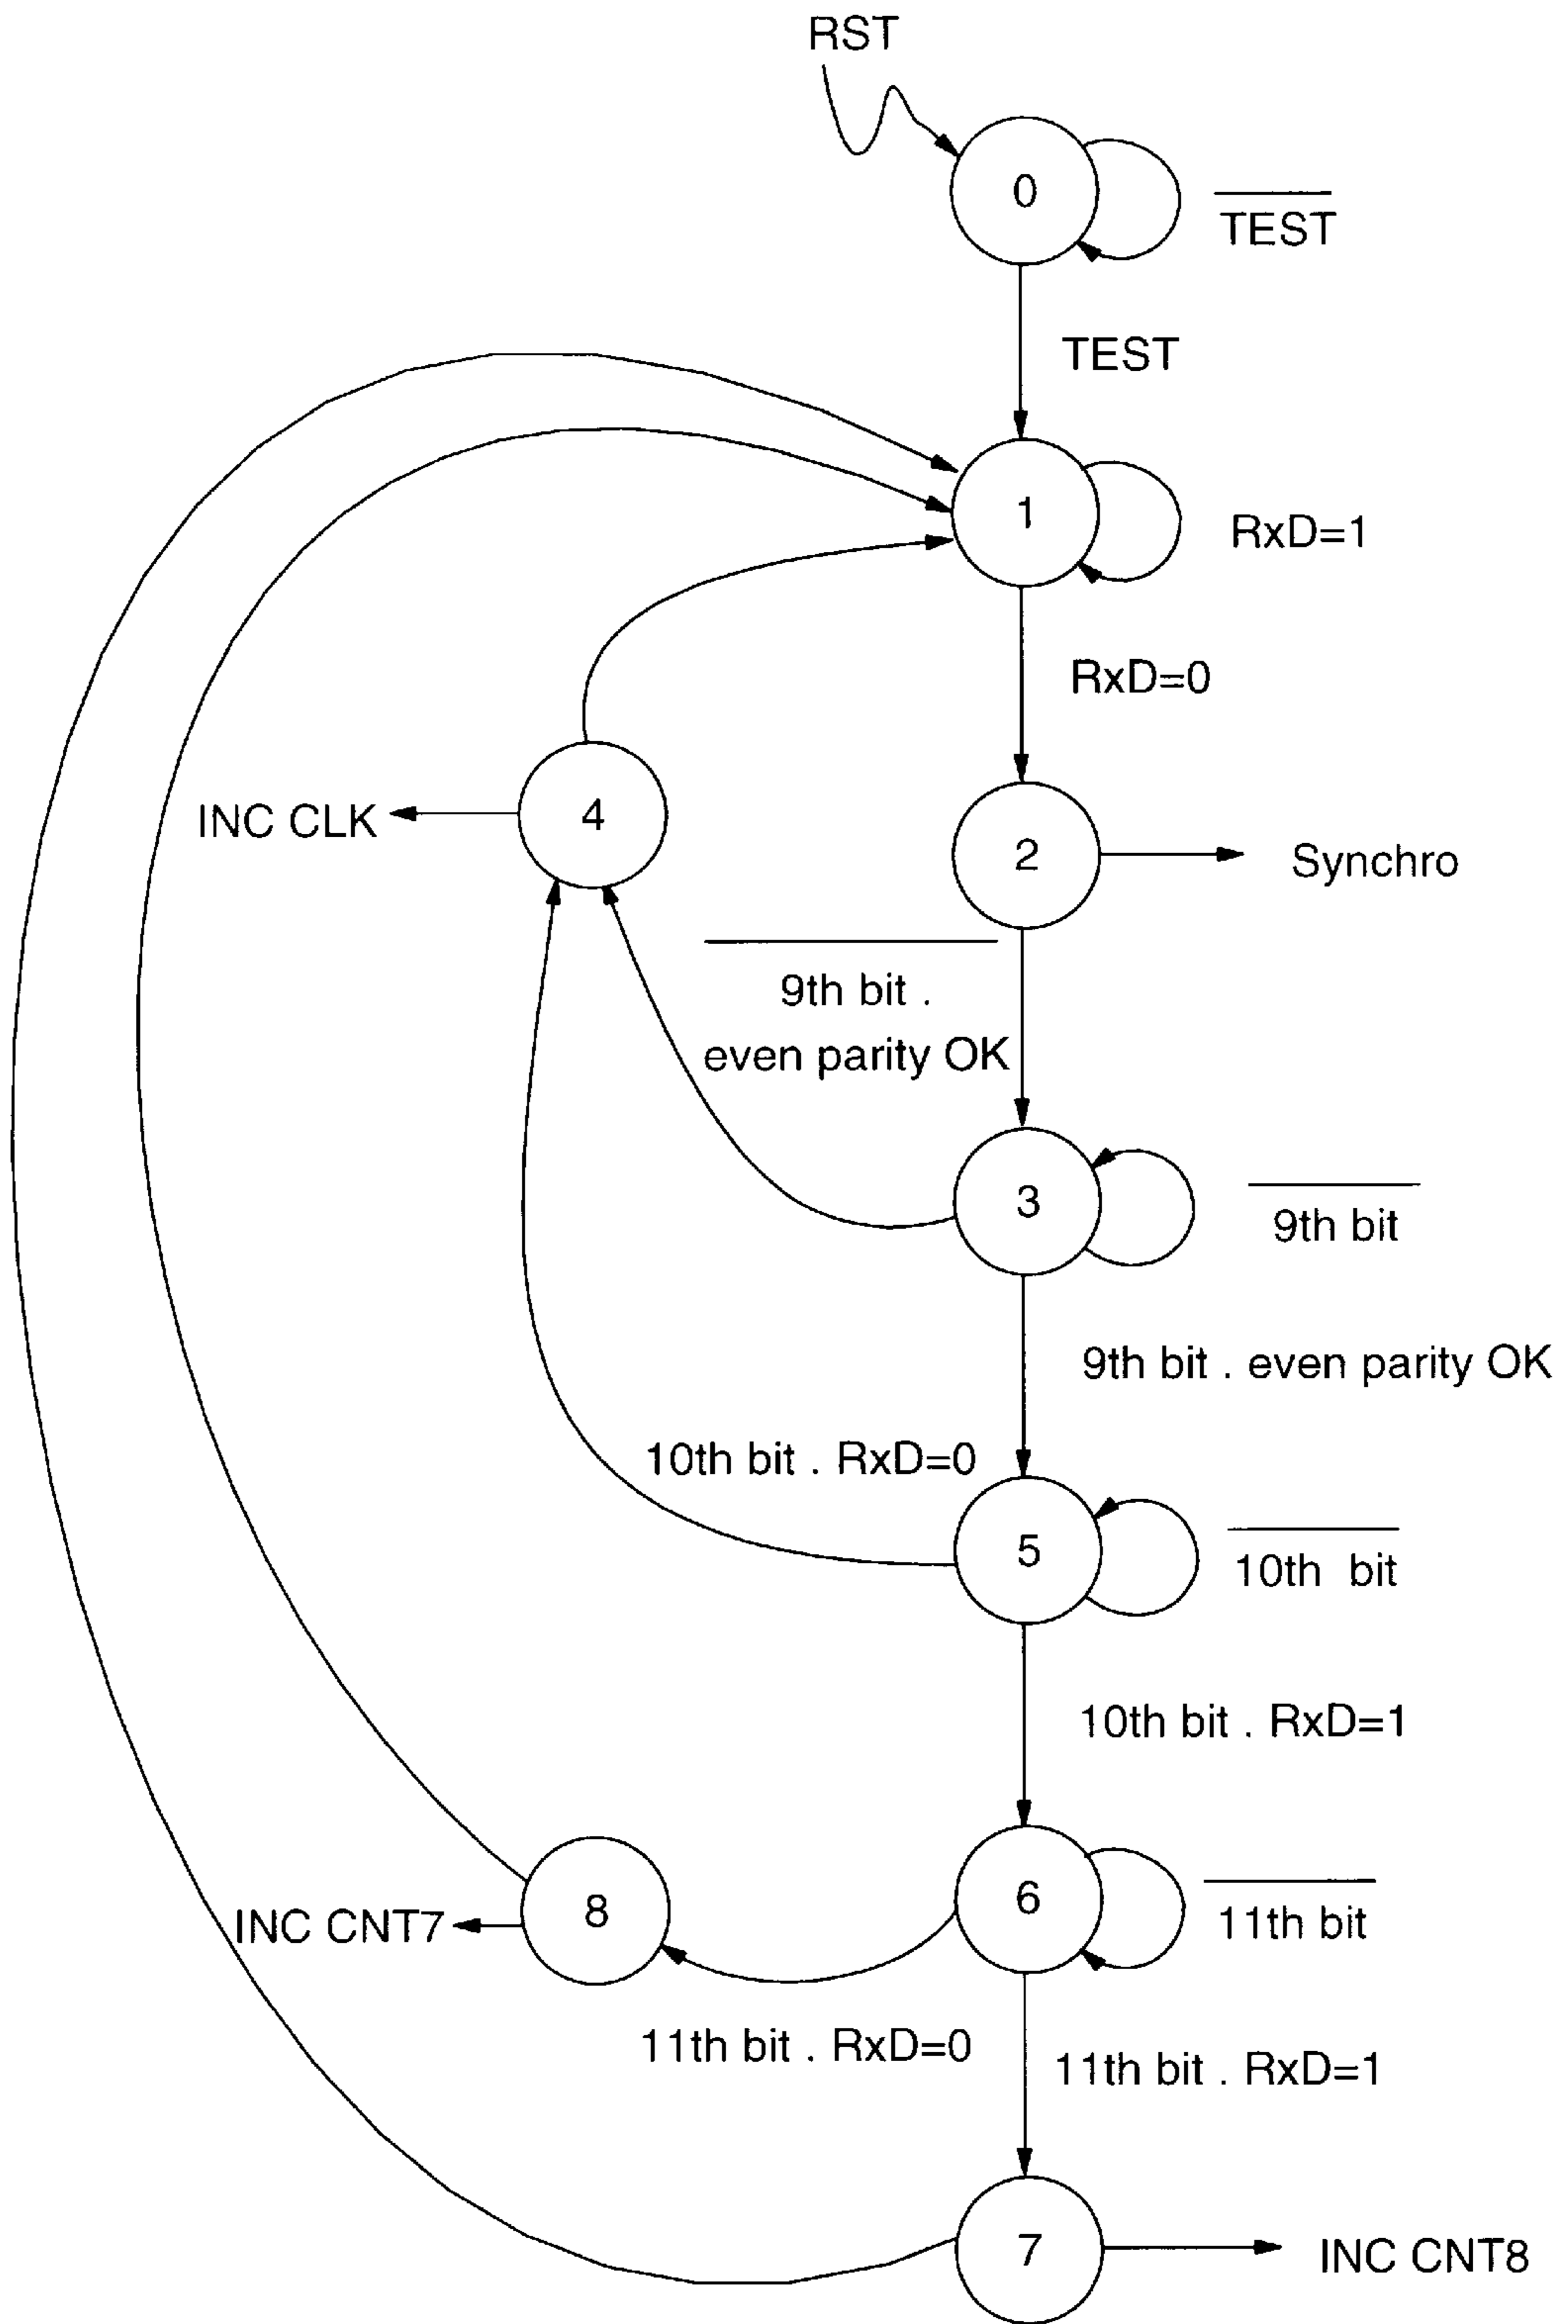 RST
0
TEST
TEST
1
RxD=1
RxD=0
4
INC CLK
2
Synchro
9th bit .
even parity OK
3
9th bit
9th bit . even parity OK
10th bit . RxD=0
5
10th bit
10th bit . RxD=1
6
11th bit
8
INC CNT7
11th bit . RxD=0
11th bit . RxD=1
7
INC CNT8